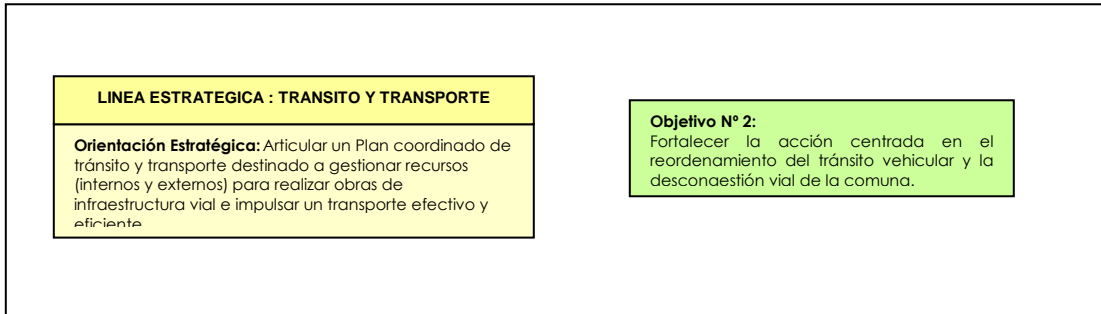 LINEA ESTRATEGICA : TRANSITO Y TRANSPORTE
Orientación Estratégica: Articular un Plan coordinado de
tránsito y transporte destinado a gestionar recursos
(internos y externos) para realizar obras de
infraestructura vial e impulsar un transporte efectivo y
eficiente
Objetivo Nº 2:
Fortalecer la acción centrada en el
reordenamiento del tránsito vehicular y la
descongestión vial de la comuna.